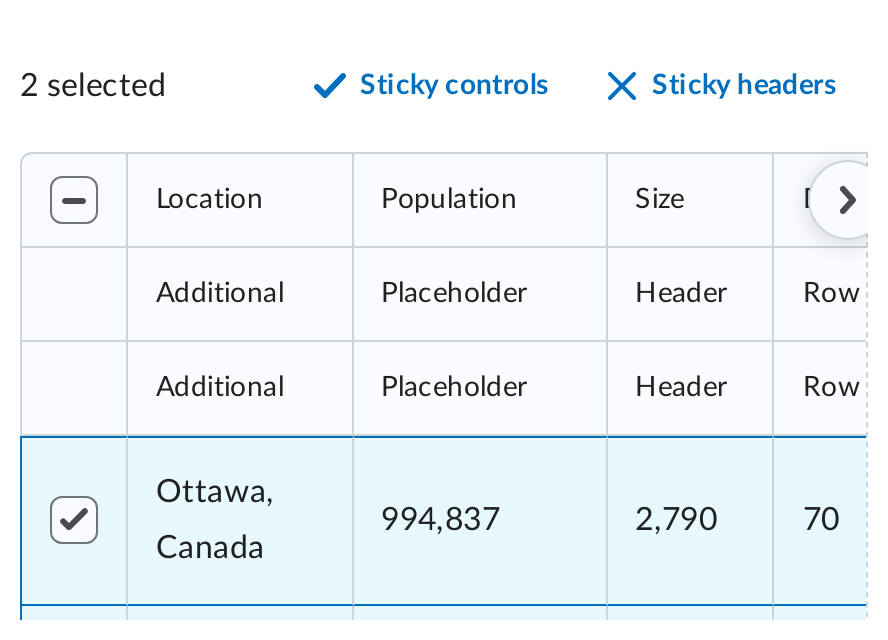 2 selected Sticky controls Sticky headers
Location Population Size
Additional Placeholder Header Row
Additional Placeholder Header Row
Ottawa,
Canada 994,837 2,790 70